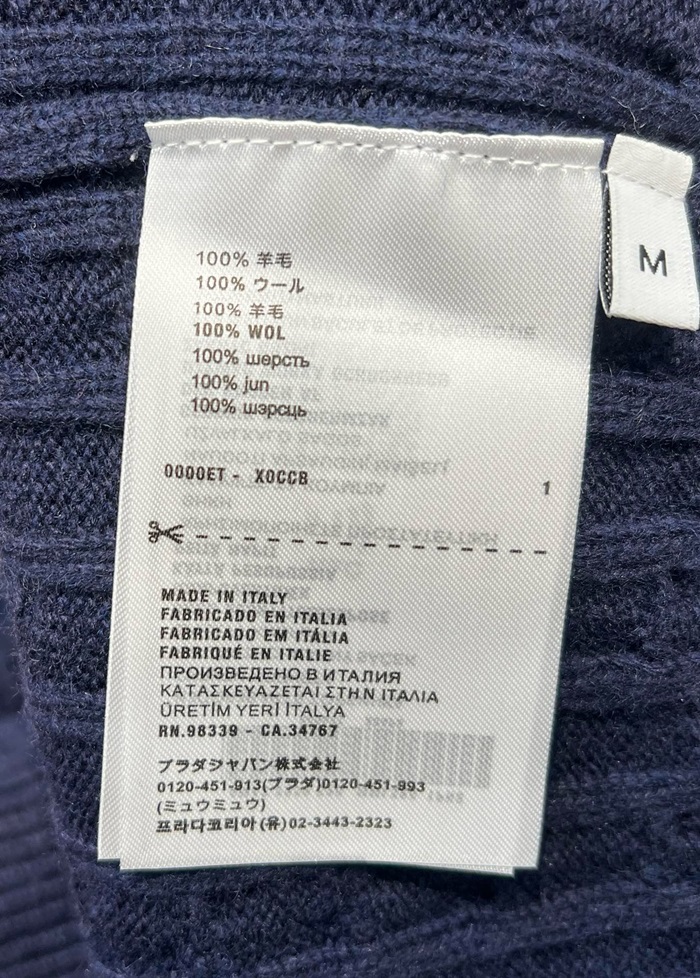 100% 羊毛
100% ウール
100% 羊毛
100% WOL
100% шерсть
100% jun
100% шэрсць
0000ET - X0CCB
1
MADE IN ITALY
FABRICADO EN ITALIA
FABRICADO EM ITÁLIA
FABRIQUÉ EN ITALIE
ПРОИЗВЕДЕНО В ИТАЛИЯ
ΚΑΤΑΣΚΕΥΑΖΕΤΑΙ ΣΤΗΝ ΙΤΑΛΙΑ
ÜRETİM YERİ İTALYA
RN.98339 - CA.34767
プラダジャパン株式会社
0120-451-913(プラダ)0120-451-993
(ミュウミュウ)
프라다코리아(유)02-3443-2323
M